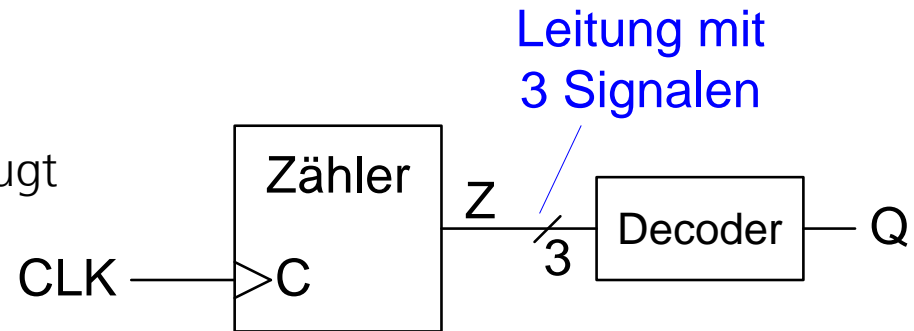 Leitung mit
3 Signalen
ugt
Zähler
Z
3
Decoder
Q
CLK
C